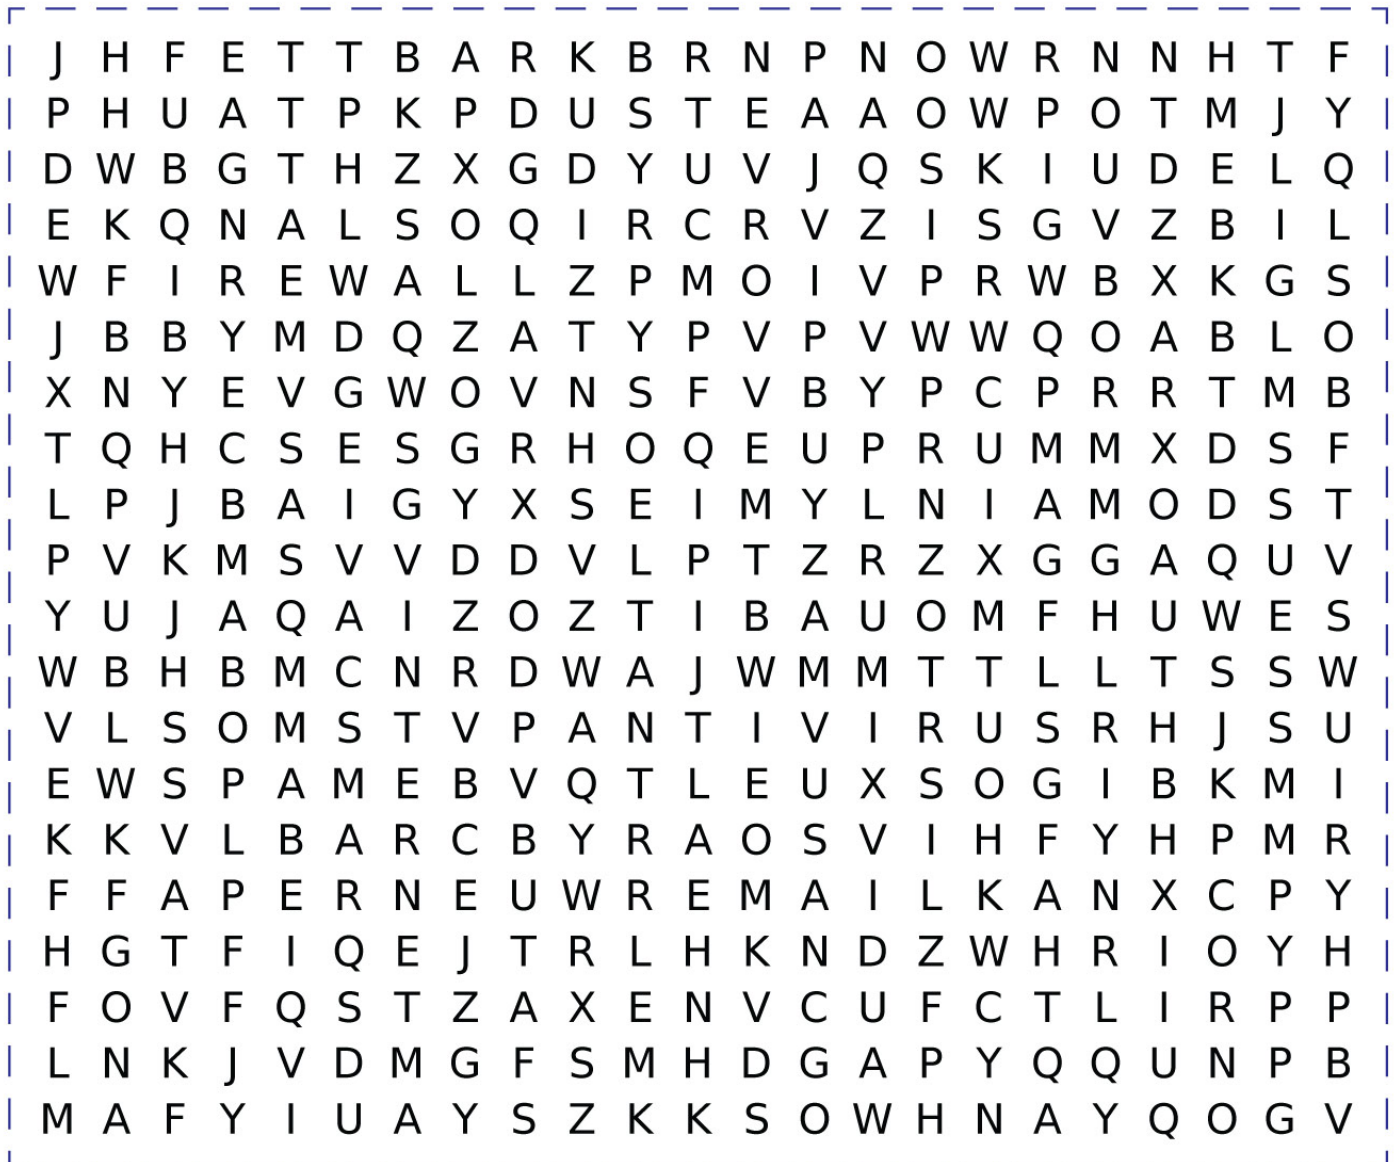 J H F E T T B A R K B R N P N O W R N N H T F
P H U A T P K P D U S T E A A O W P O T M J Y
D W B G T H Z X G D Y U V J Q S K I U D E L Q
E K Q N A L S O Q I R C R V Z I S G V Z B I L
W F I R E W A L L Z P M O I V P R W B X K G S
J B B Y M D Q Z A T Y P V P V W W Q O A B L O
X N Y E V G W O V N S F V B Y P C P R R T M B
T Q H C S E S G R H O Q E U P R U M M X D S F
L P J B A I G Y X S E I M Y L N I A M O D S T
P V K M S V V D D V L P T Z R Z X G G A Q U V
Y U J A Q A I Z O Z T I B A U O M F H U W E S
W B H B M C N R D W A J W M M T T L L T S S W
V L S O M S T V P A N T I V I R U S R H J S U
E W S P A M E B V Q T L E U X S O G I B K M I
K K V L B A R C B Y R A O S V I H F Y H P M R
F F A P E R N E U W R E M A I L K A N X C P Y
H G T F I Q E J T R L H K N D Z W H R I O Y H
F O V F Q S T Z A X E N V C U F C T L I R P P
L N K J V D M G F S M H D G A P Y Q Q U N P B
M A F Y I U A Y S Z K K S O W H N A Y Q O G V